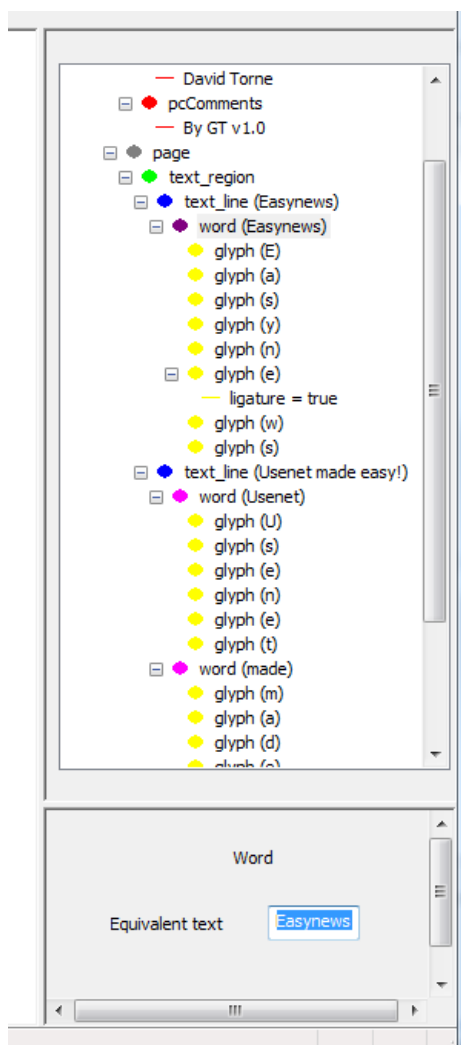 David Torne
pcComments
By GT v1.0
page
text_region
text_line (Easynews)
word (Easynews)
glyph (E)
glyph (a)
glyph (s)
glyph (y)
glyph (n)
glyph (e)
ligature = true
glyph (w)
glyph (s)
text_line (Usenet made easy!)
word (Usenet)
glyph (U)
glyph (s)
glyph (e)
glyph (n)
glyph (e)
glyph (t)
word (made)
glyph (m)
glyph (a)
glyph (d)
glyph (e)
Word
Equivalent text Easynews